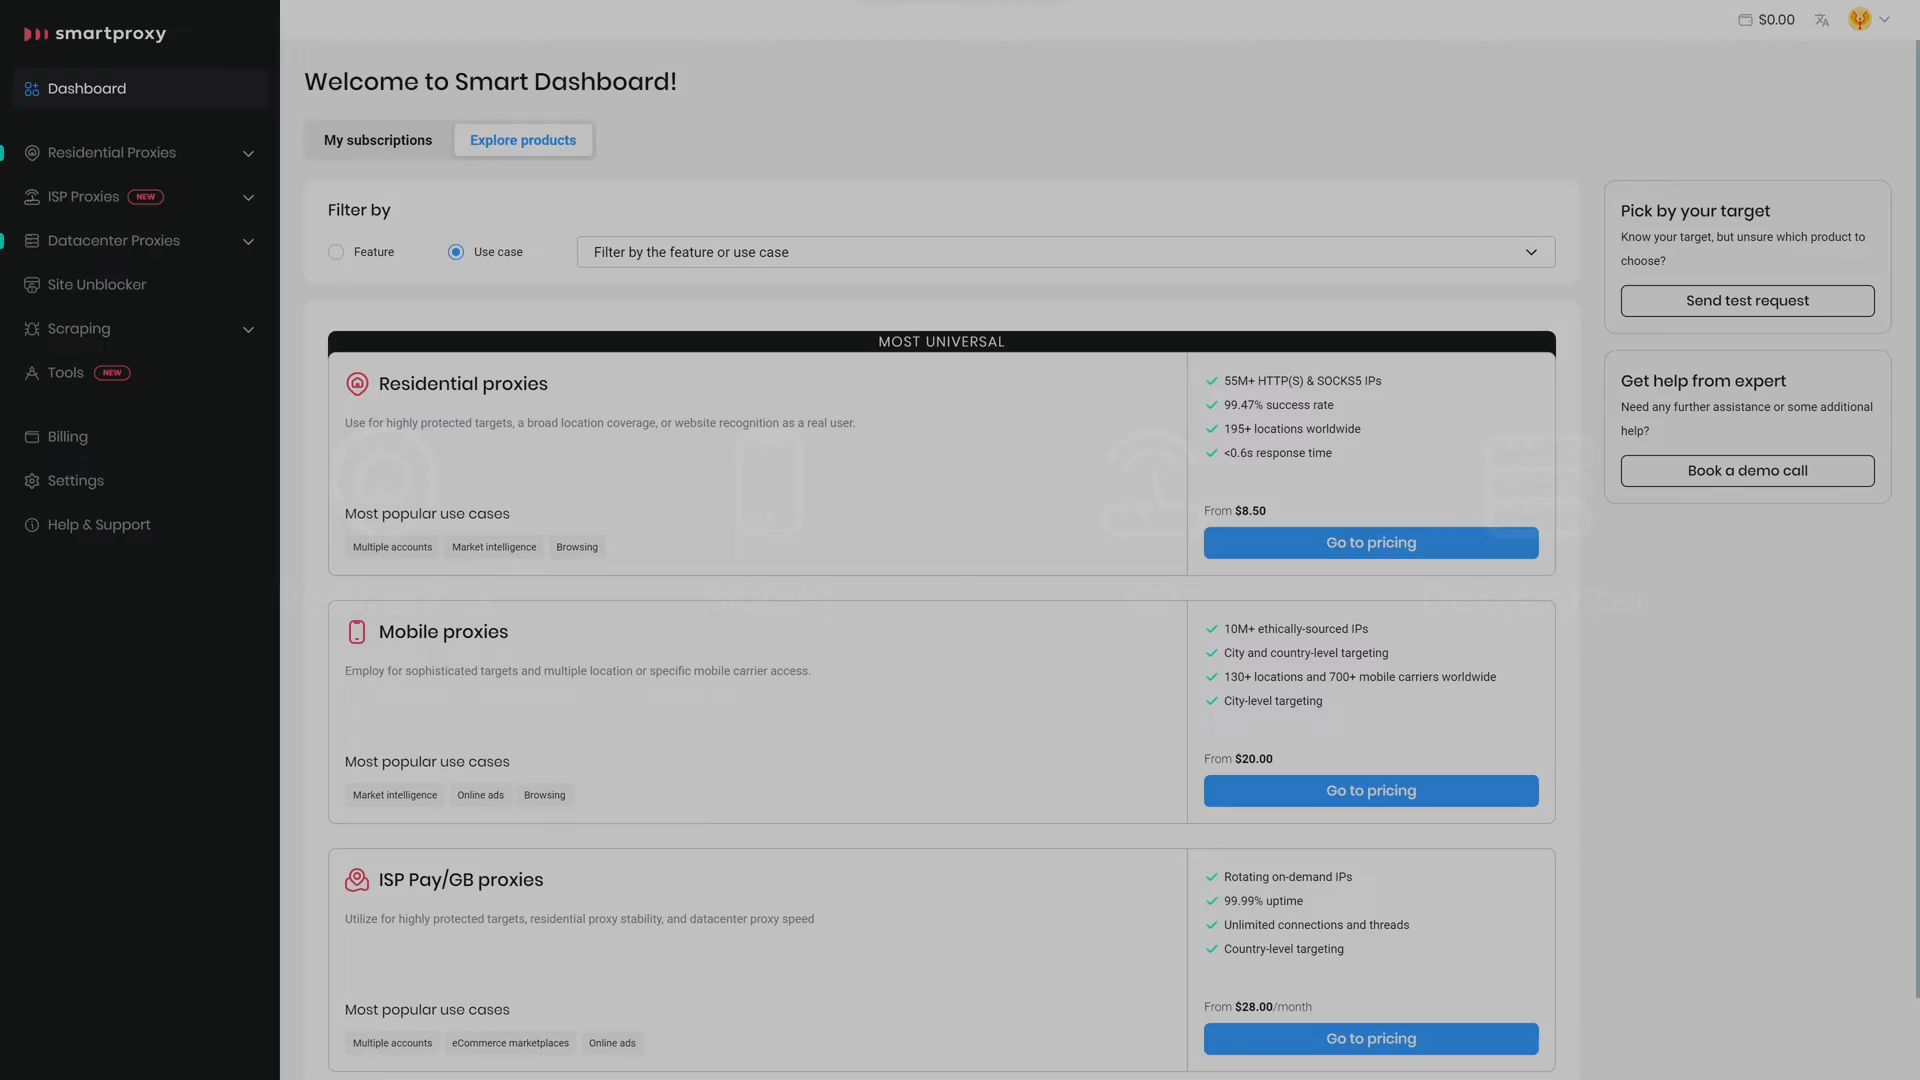 smartproxy
$0.00
Dashboard
Residential Proxies
ISP Proxies NEW
Datacenter Proxies
Site Unblocker
Scraping
Tools NEW
Billing
Settings
Help & Support
Welcome to Smart Dashboard!
My subscriptions
Explore products
Filter by
Feature
Use case
Filter by the feature or use case
MOST UNIVERSAL
Residential proxies
Use for highly protected targets, a broad location coverage, or website recognition as a real user.
Most popular use cases
Multiple accounts
Market intelligence
Browsing
55M+ HTTP(S) & SOCKS5 IPs
99.47% success rate
195+ locations worldwide
<0.6s response time
From $8.50
Go to pricing
Mobile proxies
Employ for sophisticated targets and multiple location or specific mobile carrier access.
Most popular use cases
Market intelligence
Online ads
Browsing
10M+ ethically-sourced IPs
City and country-level targeting
130+ locations and 700+ mobile carriers worldwide
City-level targeting
From $20.00
Go to pricing
ISP Pay/GB proxies
Utilize for highly protected targets, residential proxy stability, and datacenter proxy speed
Most popular use cases
Multiple accounts
eCommerce marketplaces
Online ads
Rotating on-demand IPs
99.99% uptime
Unlimited connections and threads
Country-level targeting
From $28.00/month
Go to pricing
Pick by your target
Know your target, but unsure which product to
choose?
Send test request
Get help from expert
Need any further assistance or some additional
help?
Book a demo call